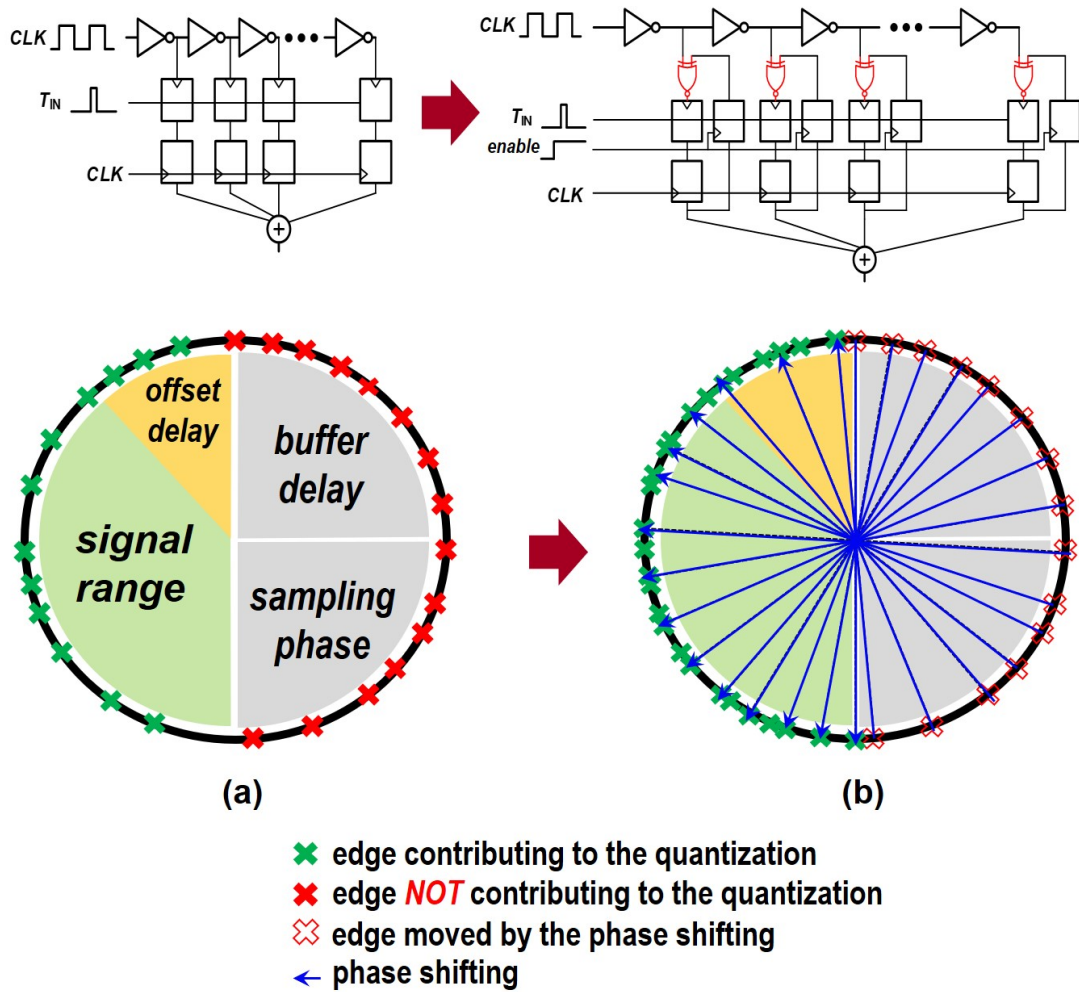 CLK
T_IN
CLK
+
CLK
T_IN
enable
CLK
+
offset
delay
buffer
delay
signal
range
sampling
phase
(a)
(b)
edge contributing to the quantization
edge NOT contributing to the quantization
edge moved by the phase shifting
phase shifting